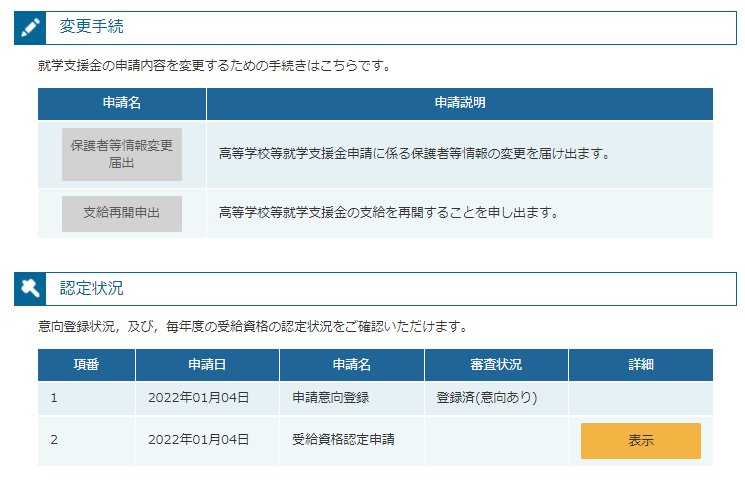 変更手続
就学支援金の申請内容を変更するための手続きはこちらです。
申請名 申請説明
保護者等情報変更
届出
高等学校等就学支援金申請に係る保護者等情報の変更を届け出ます。
支給再開申出 高等学校等就学支援金の支給を再開することを申し出ます。
認定状況
意向登録状況，及び，毎年度の受給資格の認定状況をご確認いただけます。
項番 申請日 申請名 審査状況 詳細
1 2022年01月04日 申請意向登録 登録済(意向あり)
2 2022年01月04日 受給資格認定申請 表示